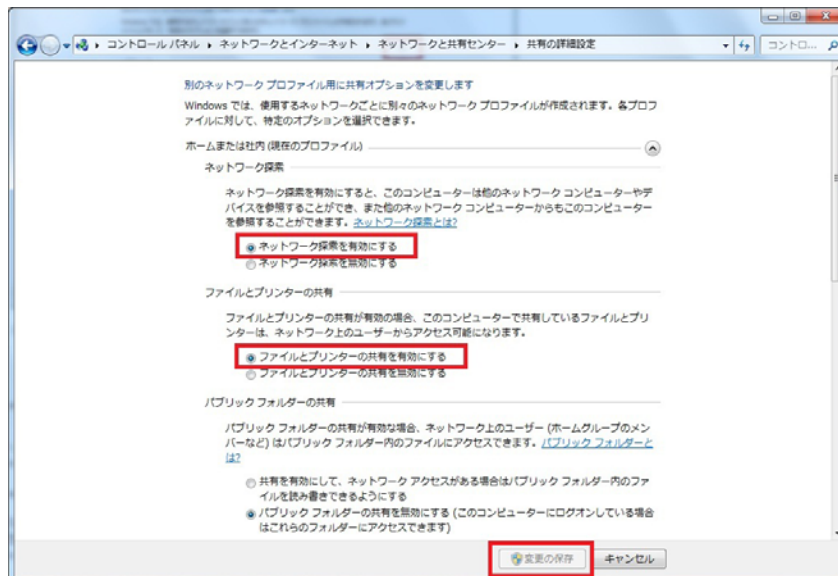 コントロール パネル ▸ ネットワークとインターネット ▸ ネットワークと共有センター ▸ 共有の詳細設定
コントロ...
別のネットワーク プロファイル用に共有オプションを変更します
Windows では、使用するネットワークごとに別々のネットワーク プロファイルが作成されます。各プロフ
ァイルに対して、特定のオプションを選択できます。
ホームまたは社内 (現在のプロファイル)
ネットワーク探索
ネットワーク探索を有効にすると、このコンピューターは他のネットワーク コンピューターやデ
バイスを参照することができ、また他のネットワーク コンピューターからもこのコンピューター
を参照することができます。ネットワーク探索とは?
ネットワーク探索を有効にする
ネットワーク探索を無効にする
ファイルとプリンターの共有
ファイルとプリンターの共有が有効の場合、このコンピューターで共有しているファイルとプリ
ンターは、ネットワーク上のユーザーからアクセス可能になります。
ファイルとプリンターの共有を有効にする
ファイルとプリンターの共有を無効にする
パブリック フォルダーの共有
パブリック フォルダーの共有が有効な場合、ネットワーク上のユーザー (ホームグループのメン
バーなど) はパブリック フォルダー内のファイルにアクセスできます。パブリック フォルダーと
は?
共有を有効にして、ネットワーク アクセスがある場合はパブリック フォルダー内のファ
イルを読み書きできるようにする
パブリック フォルダーの共有を無効にする (このコンピューターにログオンしている場合
はこれらのフォルダーにアクセスできます)
変更の保存
キャンセル